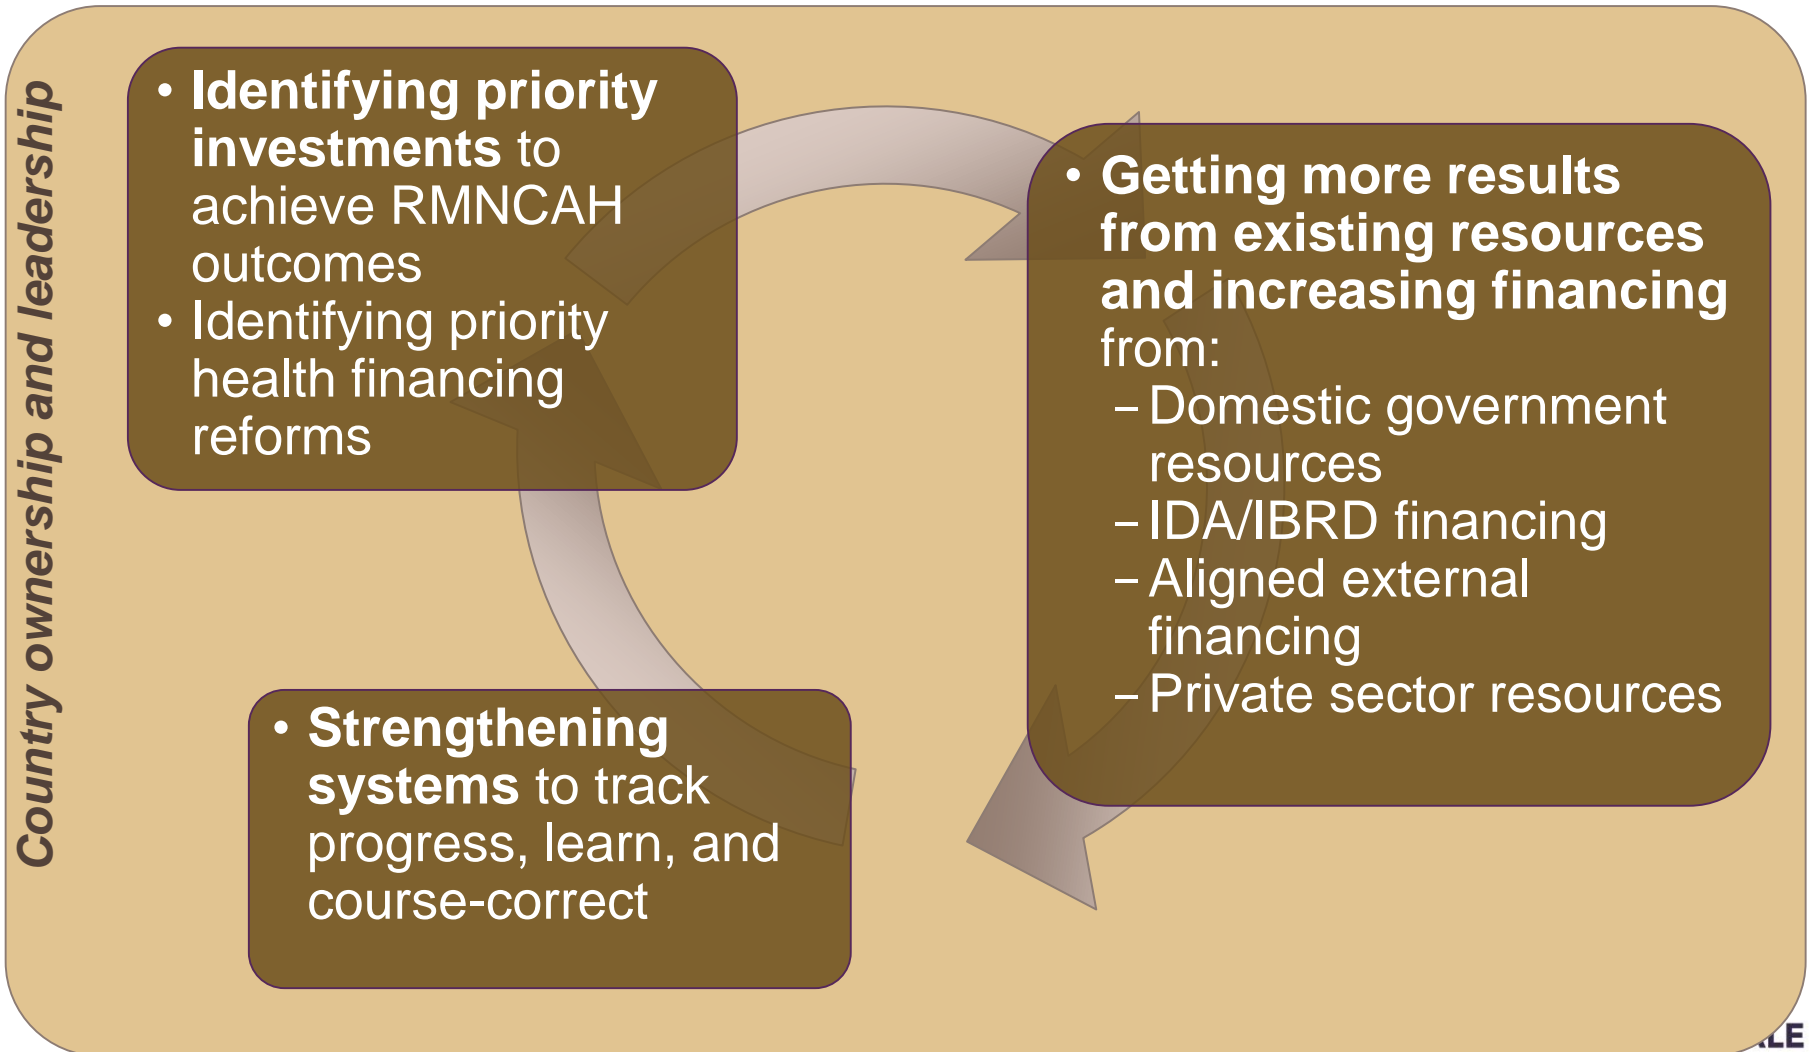 Country ownership and leadership
• Identifying priority
investments to
achieve RMNCAH
outcomes
• Identifying priority
health financing
reforms
• Getting more results
from existing resources
and increasing financing
from:
– Domestic government
resources
– IDA/IBRD financing
– Aligned external
financing
– Private sector resources
• Strengthening
systems to track
progress, learn, and
course-correct